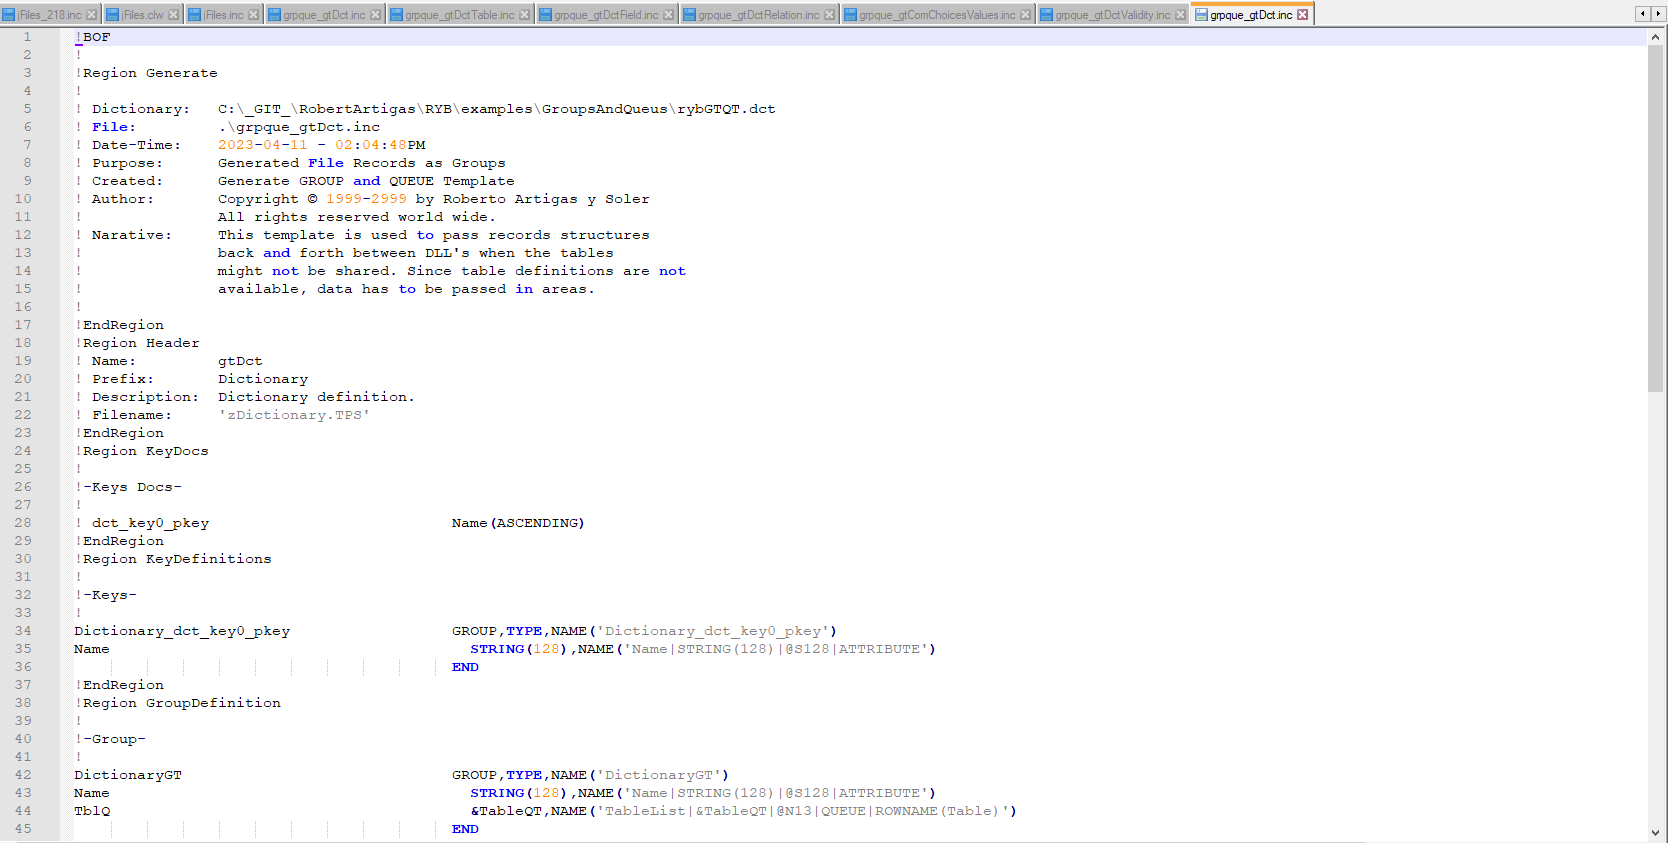 jFiles_218.inc jFiles.clw jFiles.inc grpque_gtDct.inc grpque_gtDctTable.inc grpque_gtDctField.inc grpque_gtDctRelation.inc grpque_gtComChoicesValues.inc grpque_gtDctValidity.inc grpque_gtDct.inc
1 !BOF
2 !
3 !Region Generate
4 !
5 ! Dictionary: C:\_GIT_\RobertArtigas\RYB\examples\GroupsAndQueus\rybGTQT.dct
6 ! File: .\grpque_gtDct.inc
7 ! Date-Time: 2023-04-11 - 02:04:48PM
8 ! Purpose: Generated File Records as Groups
9 ! Created: Generate GROUP and QUEUE Template
10 ! Author: Copyright © 1999-2999 by Roberto Artigas y Soler
11 ! All rights reserved world wide.
12 ! Narative: This template is used to pass records structures
13 ! back and forth between DLL's when the tables
14 ! might not be shared. Since table definitions are not
15 ! available, data has to be passed in areas.
16 !
17 !EndRegion
18 !Region Header
19 ! Name: gtDct
20 ! Prefix: Dictionary
21 ! Description: Dictionary definition.
22 ! Filename: 'zDictionary.TPS'
23 !EndRegion
24 !Region KeyDocs
25 !
26 !-Keys Docs-
27 !
28 ! dct_key0_pkey Name(ASCENDING)
29 !EndRegion
30 !Region KeyDefinitions
31 !
32 !-Keys-
33 !
34 Dictionary_dct_key0_pkey GROUP,TYPE,NAME('Dictionary_dct_key0_pkey')
35 Name STRING(128),NAME('Name|STRING(128)|@S128|ATTRIBUTE')
36 END
37 !EndRegion
38 !Region GroupDefinition
39 !
40 !-Group-
41 !
42 DictionaryGT GROUP,TYPE,NAME('DictionaryGT')
43 Name STRING(128),NAME('Name|STRING(128)|@S128|ATTRIBUTE')
44 TblQ &TableQT,NAME('TableList|&TableQT|@N13|QUEUE|ROWNAME(Table)')
45 END